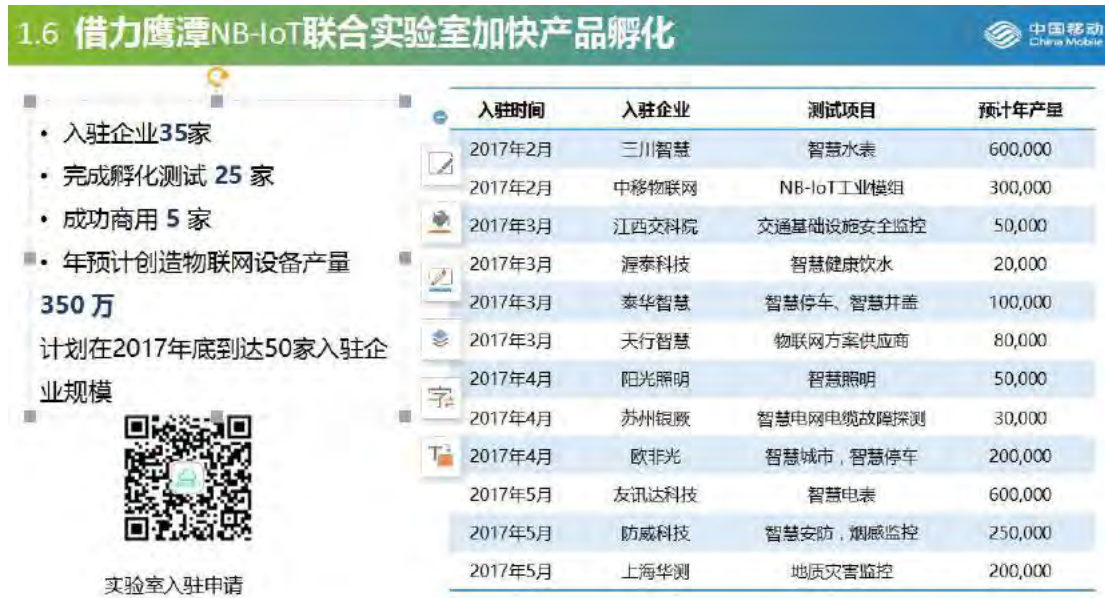 1.6 借力鹰潭NB-IoT联合实验室加快产品孵化
中国移动
China Mobile
• 入驻企业35家
• 完成孵化测试 25 家
• 成功商用 5 家
• 年预计创造物联网设备产量
350 万
计划在2017年底到达50家入驻企
业规模
实验室入驻申请
入驻时间 入驻企业 测试项目 预计年产量
2017年2月 三川智慧 智慧水表 600,000
2017年2月 中移物联网 NB-IoT工业模组 300,000
2017年3月 江西交科院 交通基础设施安全监控 50,000
2017年3月 渥泰科技 智慧健康饮水 20,000
2017年3月 泰华智慧 智慧停车、智慧井盖 100,000
2017年3月 天行智慧 物联网方案供应商 80,000
2017年4月 阳光照明 智慧照明 50,000
2017年4月 苏州银厥 智慧电网电缆故障探测 30,000
2017年4月 欧菲光 智慧城市，智慧停车 200,000
2017年5月 友讯达科技 智慧电表 600,000
2017年5月 防威科技 智慧安防，烟感监控 250,000
2017年5月 上海华测 地质灾害监控 200,000